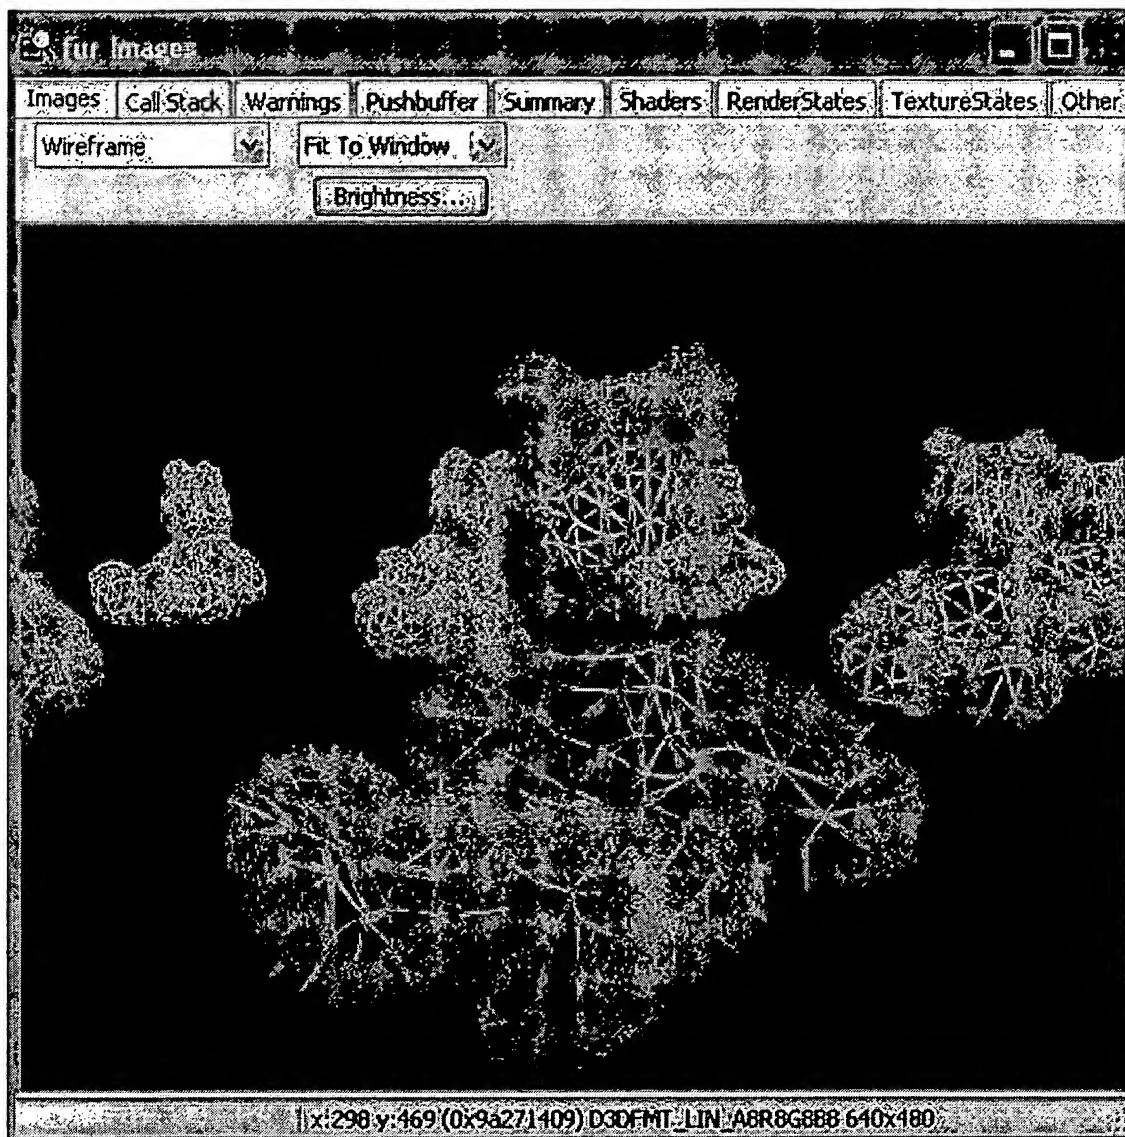 fur Images
Images Call Stack Warnings Pushbuffer Summary Shaders RenderStates TextureStates Other
Wireframe Fit To Window
Brightness...
x:298 y:469 (0x9a271409) D3DFMT_LIN_A8R8G8B8 640x480